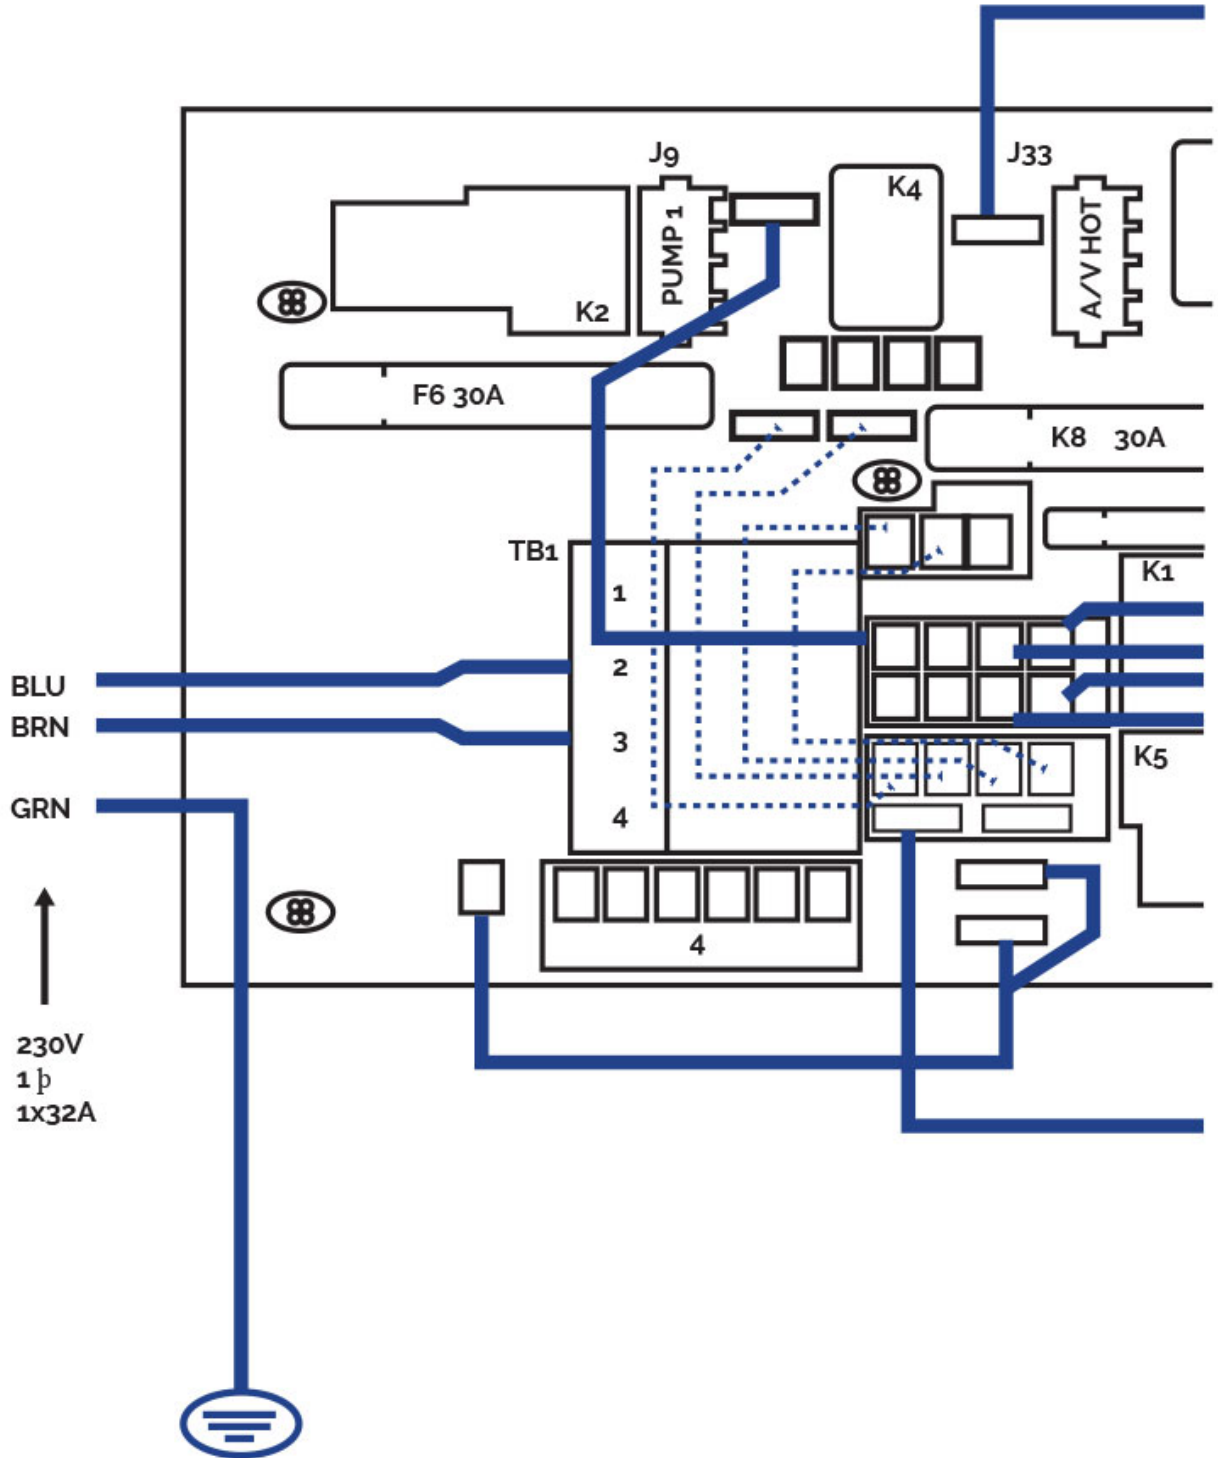 J9
J33
K4
PUMP 1
A/V HOT
K2
F6 30A
K8 30A
TB1
K1
1
BLU
2
BRN
3
K5
GRN
4
4
230V
1 þ
1x32A